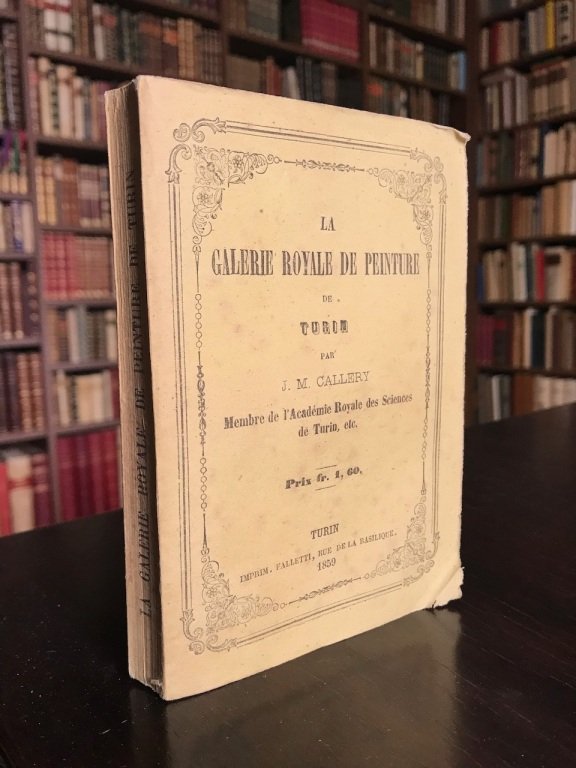 LA
GALERIE ROYALE DE PEINTURE
DE
TURIN
PAR
J. M. CALLERY
Membre de l'Académie Royale des Sciences
de Turin, etc.
Prix fr. 1, 60.
TURIN
IMPRIM. FALLETTI, RUE DE LA BASILIQUE.
1859
LA GALERIE ROYALE DE PEINTURE DE TURIN